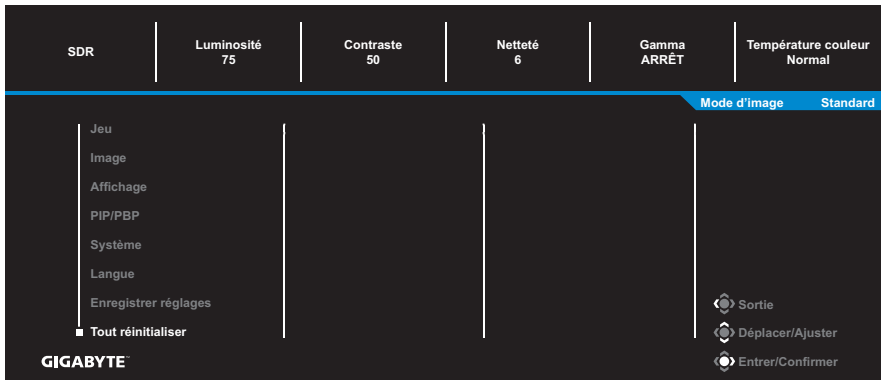 SDR
Luminosité
75
Contraste
50
Netteté
6
Gamma
ARRÊT
Température couleur
Normal
Mode d'image Standard
Jeu
Image
Affichage
PIP/PBP
Système
Langue
Enregistrer réglages
Tout réinitialiser
Sortie
Déplacer/Ajuster
Entrer/Confirmer
GIGABYTE™